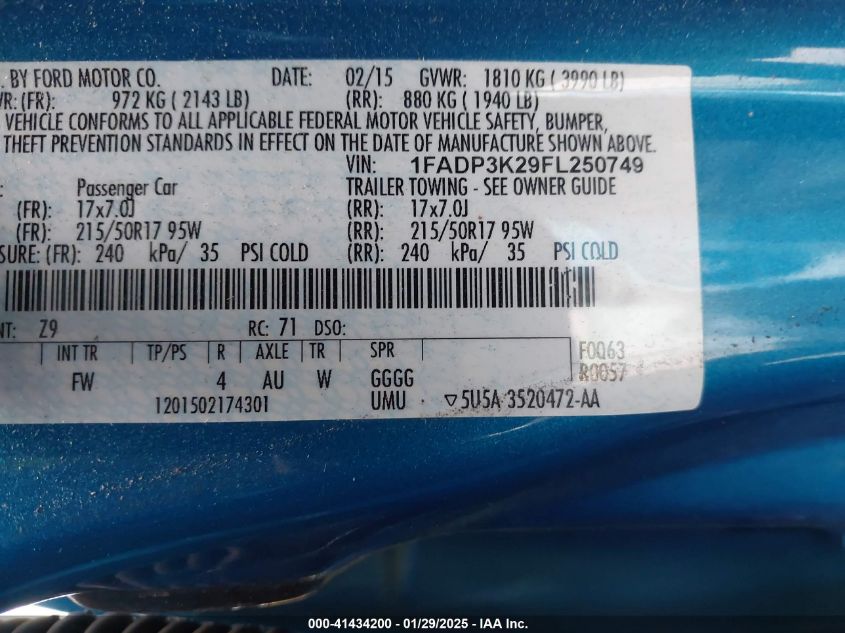 . BY FORD MOTOR CO. DATE: 02/15 GVWR: 1810 KG ( 3990 LB)
VR: (FR): 972 KG ( 2143 LB) (RR): 880 KG ( 1940 LB)
VEHICLE CONFORMS TO ALL APPLICABLE FEDERAL MOTOR VEHICLE SAFETY, BUMPER,
THEFT PREVENTION STANDARDS IN EFFECT ON THE DATE OF MANUFACTURE SHOWN ABOVE.
VIN: 1FADP3K29FL250749
: Passenger Car TRAILER TOWING - SEE OWNER GUIDE
(FR): 17x7.0J (RR): 17x7.0J
(FR): 215/50R17 95W (RR): 215/50R17 95W
SURE: (FR): 240 kPa/ 35 PSI COLD (RR): 240 kPa/ 35 PSI COLD
NT: Z9 RC: 71 DSO:
INT TR TP/PS R AXLE TR SPR F0063
FW 4 AU W GGGG R0057
1201502174301 UMU ▽5U5A 3520472-AA
000-41434200 - 01/29/2025 - IAA Inc.